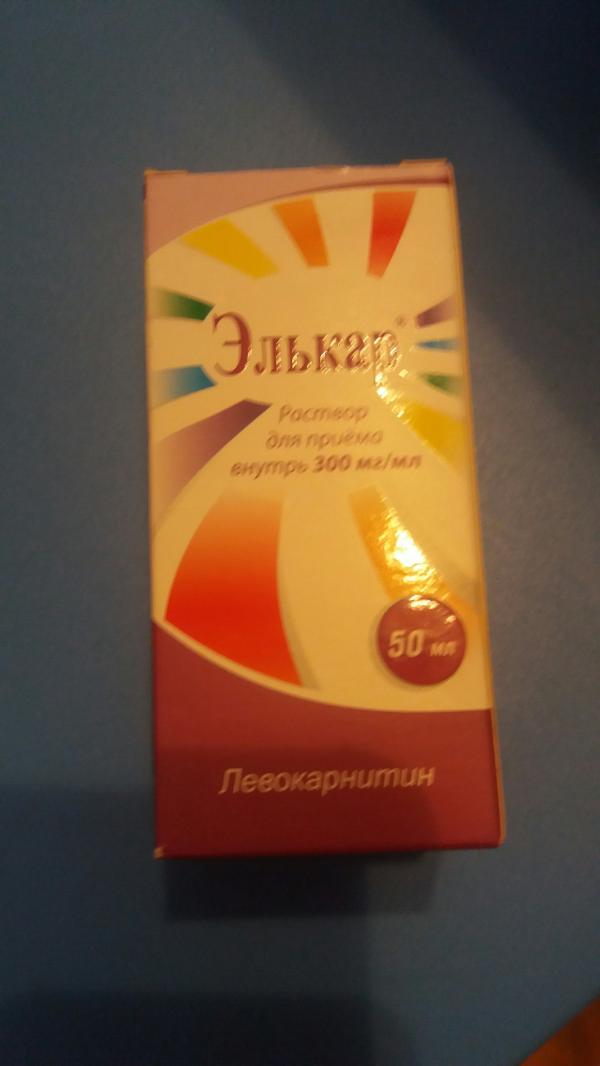 Элькар®
Раствор
для приёма
внутрь 300 мг/мл
50 мл
Левокарнитин